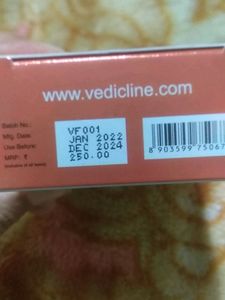 www.vedicline.com
Batch No.: VF001
Mfg. Date: JAN 2022
Use Before: DEC 2024
MRP: ₹ 250.00
(Inclusive of all taxes)
8 903599 75067